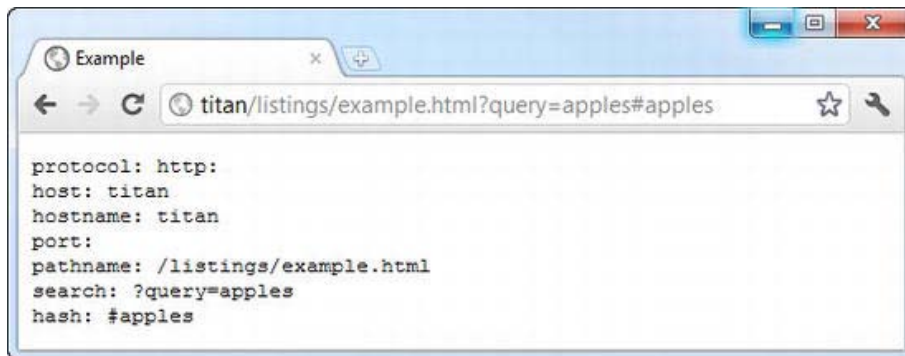 Example
titan/listings/example.html?query=apples#apples
protocol: http:
host: titan
hostname: titan
port:
pathname: /listings/example.html
search: ?query=apples
hash: #apples